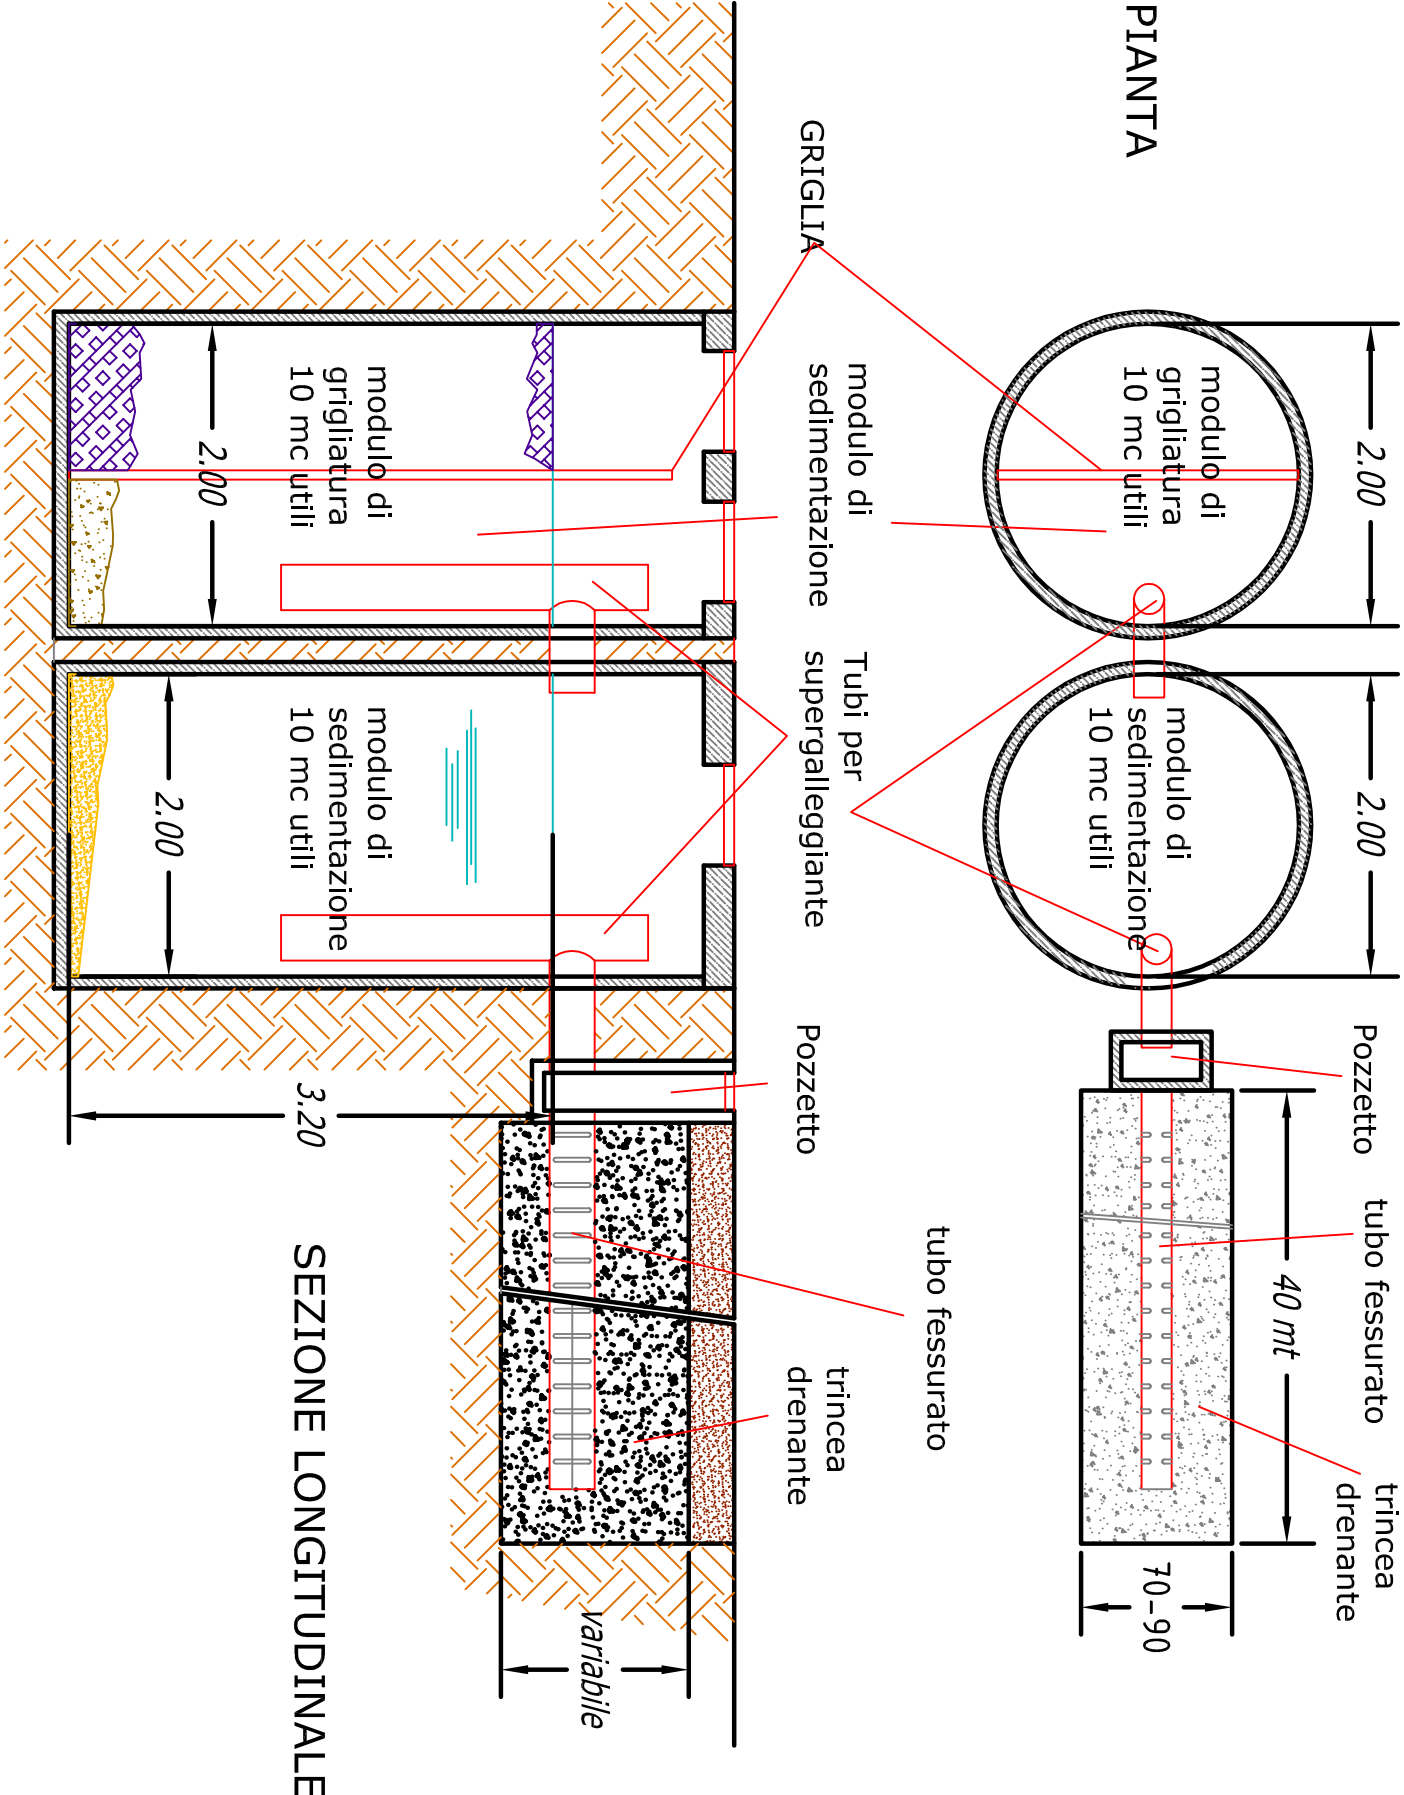 PIANTA
2.00
2.00
Pozzetto
tubo fessurato
trincea
drenante
modulo di
grigliatura
10 mc utili
modulo di
sedimentazione
10 mc utili
40 mt
70-90
GRIGLIA
modulo di
sedimentazione
Tubi per
supergalleggiante
Pozzetto
tubo fessurato
trincea
drenante
modulo di
grigliatura
10 mc utili
2.00
modulo di
sedimentazione
10 mc utili
2.00
3.20
variabile
SEZIONE LONGITUDINALE